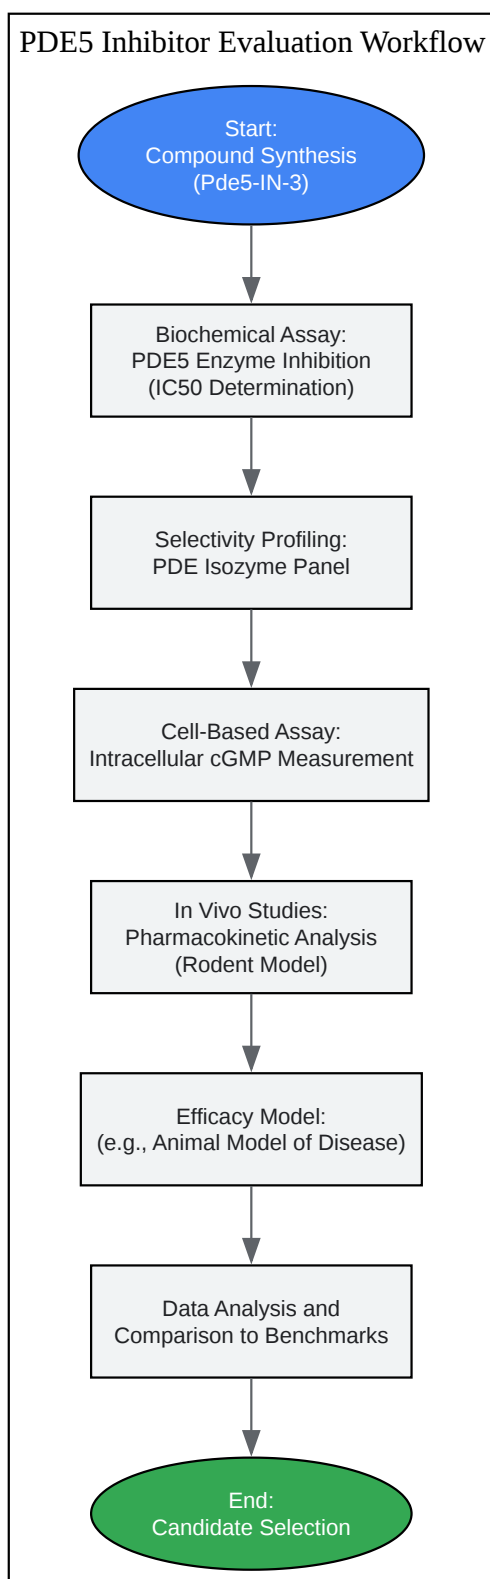 PDE5 Inhibitor Evaluation Workflow
Start:
Compound Synthesis
(Pde5-IN-3)
Biochemical Assay:
PDE5 Enzyme Inhibition
(IC50 Determination)
Selectivity Profiling:
PDE Isozyme Panel
Cell-Based Assay:
Intracellular cGMP Measurement
In Vivo Studies:
Pharmacokinetic Analysis
(Rodent Model)
Efficacy Model:
(e.g., Animal Model of Disease)
Data Analysis and
Comparison to Benchmarks
End:
Candidate Selection